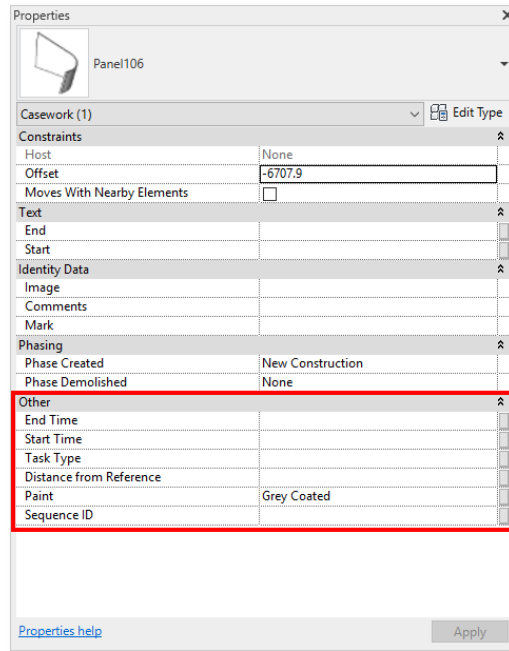 Properties
Panel106
Casework (1) Edit Type
Constraints
Host None
Offset -6707.9
Moves With Nearby Elements
Text
End
Start
Identity Data
Image
Comments
Mark
Phasing
Phase Created New Construction
Phase Demolished None
Other
End Time
Start Time
Task Type
Distance from Reference
Paint Grey Coated
Sequence ID
Properties help Apply